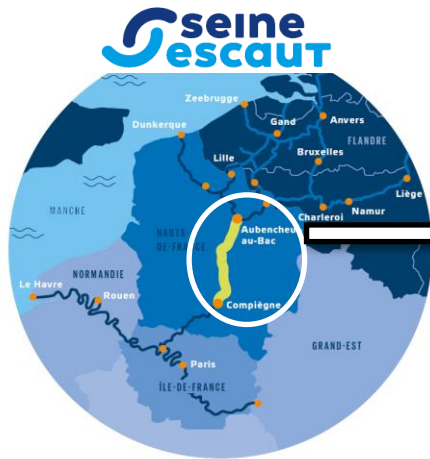 seine
escaut
Zeebrugge
Dunkerque
Gand
Anvers
FLANDRE
Lille
Bruxelles
Liège
MANCHE
Charleroi
Namur
HAUTS-
DE-FRANCE
Aubencheu
au-Bac
NORMANDIE
Le Havre
Rouen
Compiègne
GRAND-EST
Paris
ÎLE-DE-FRANCE